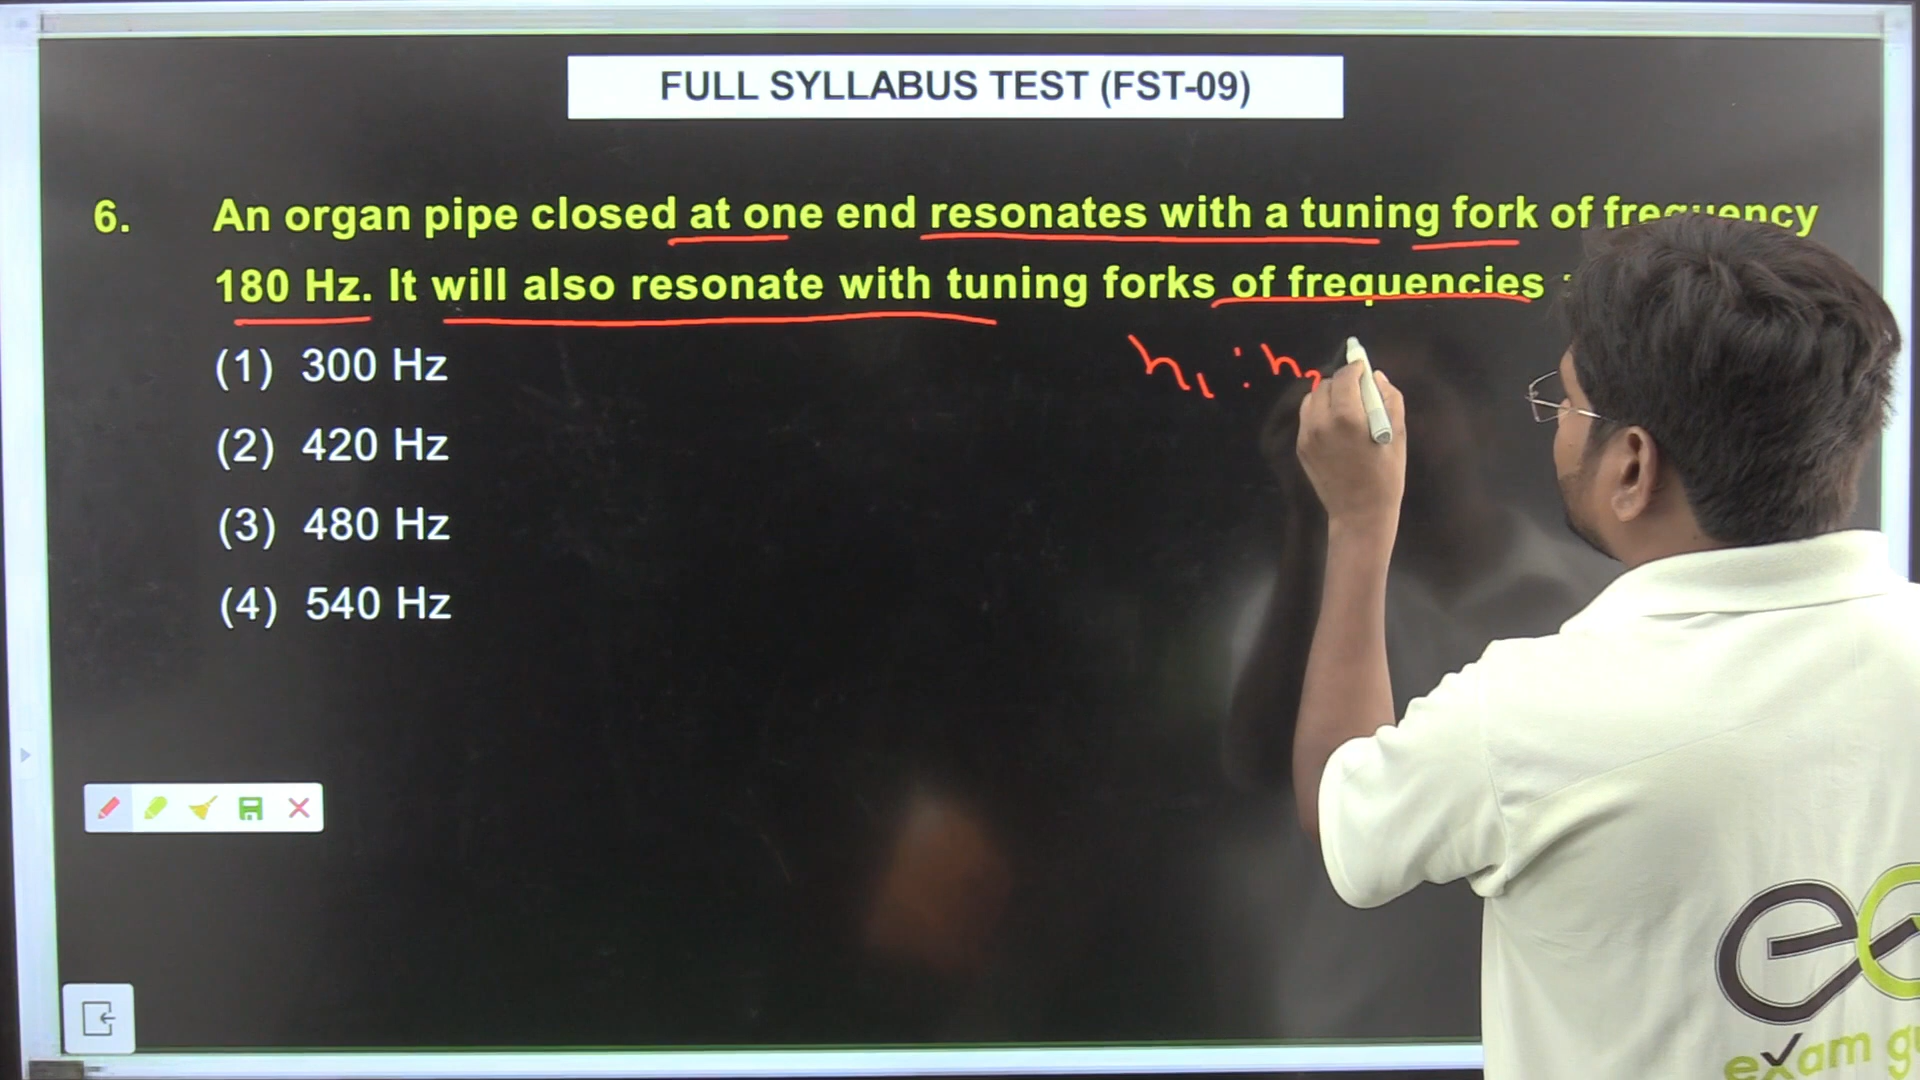 FULL SYLLABUS TEST (FST-09)
6. An organ pipe closed at one end resonates with a tuning fork of frequency
180 Hz. It will also resonate with tuning forks of frequencies
(1) 300 Hz
(2) 420 Hz
(3) 480 Hz
(4) 540 Hz
n₁ : n₂
exam